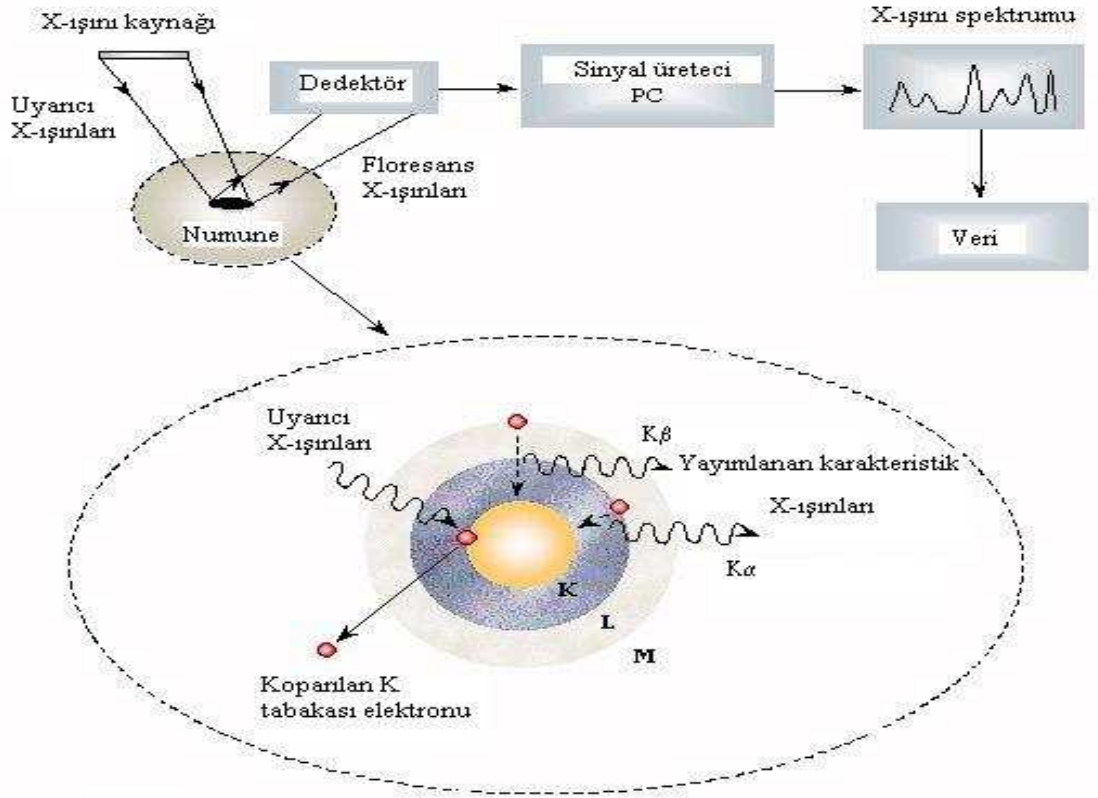 X-ışını kaynağı
X-ışını spektrumu
Dedektör
Sinyal üreteci
PC
Uyarıcı
X-ışınları
Floresans
X-ışınları
Numune
Veri
Uyarıcı
X-ışınları
Kβ
Yayımlanan karakteristik
X-ışınları
Kα
K
L
M
Koparılan K
tabakası elektronu